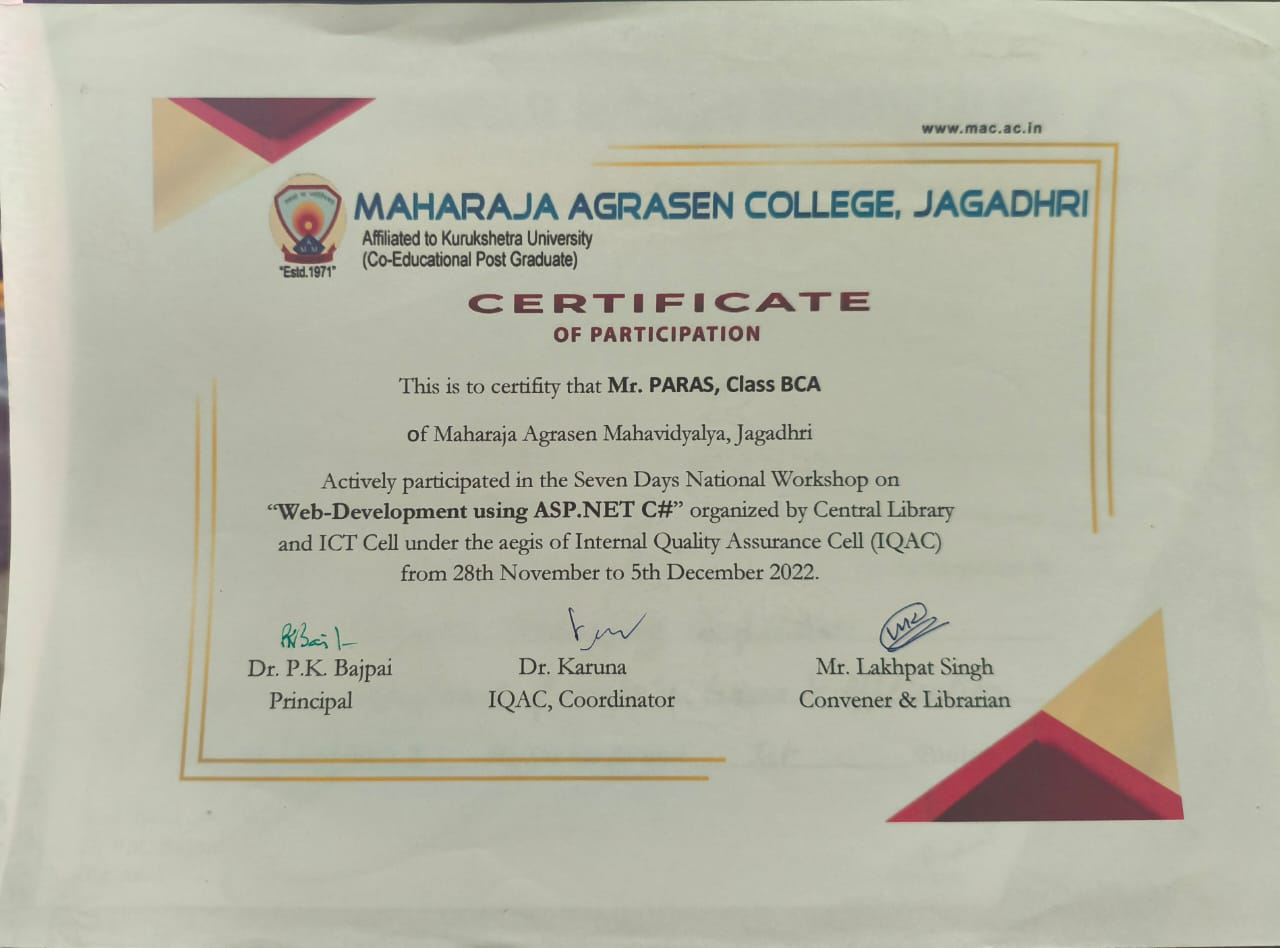 www.mac.ac.in
MAHARAJA AGRASEN COLLEGE, JAGADHRI
Affiliated to Kurukshetra University
(Co-Educational Post Graduate)
"Estd.1971"
CERTIFICATE
OF PARTICIPATION
This is to certifity that Mr. PARAS, Class BCA
of Maharaja Agrasen Mahavidyalya, Jagadhri
Actively participated in the Seven Days National Workshop on
“Web-Development using ASP.NET C#” organized by Central Library
and ICT Cell under the aegis of Internal Quality Assurance Cell (IQAC)
from 28th November to 5th December 2022.
Dr. P.K. Bajpai Dr. Karuna Mr. Lakhpat Singh
Principal IQAC, Coordinator Convener & Librarian